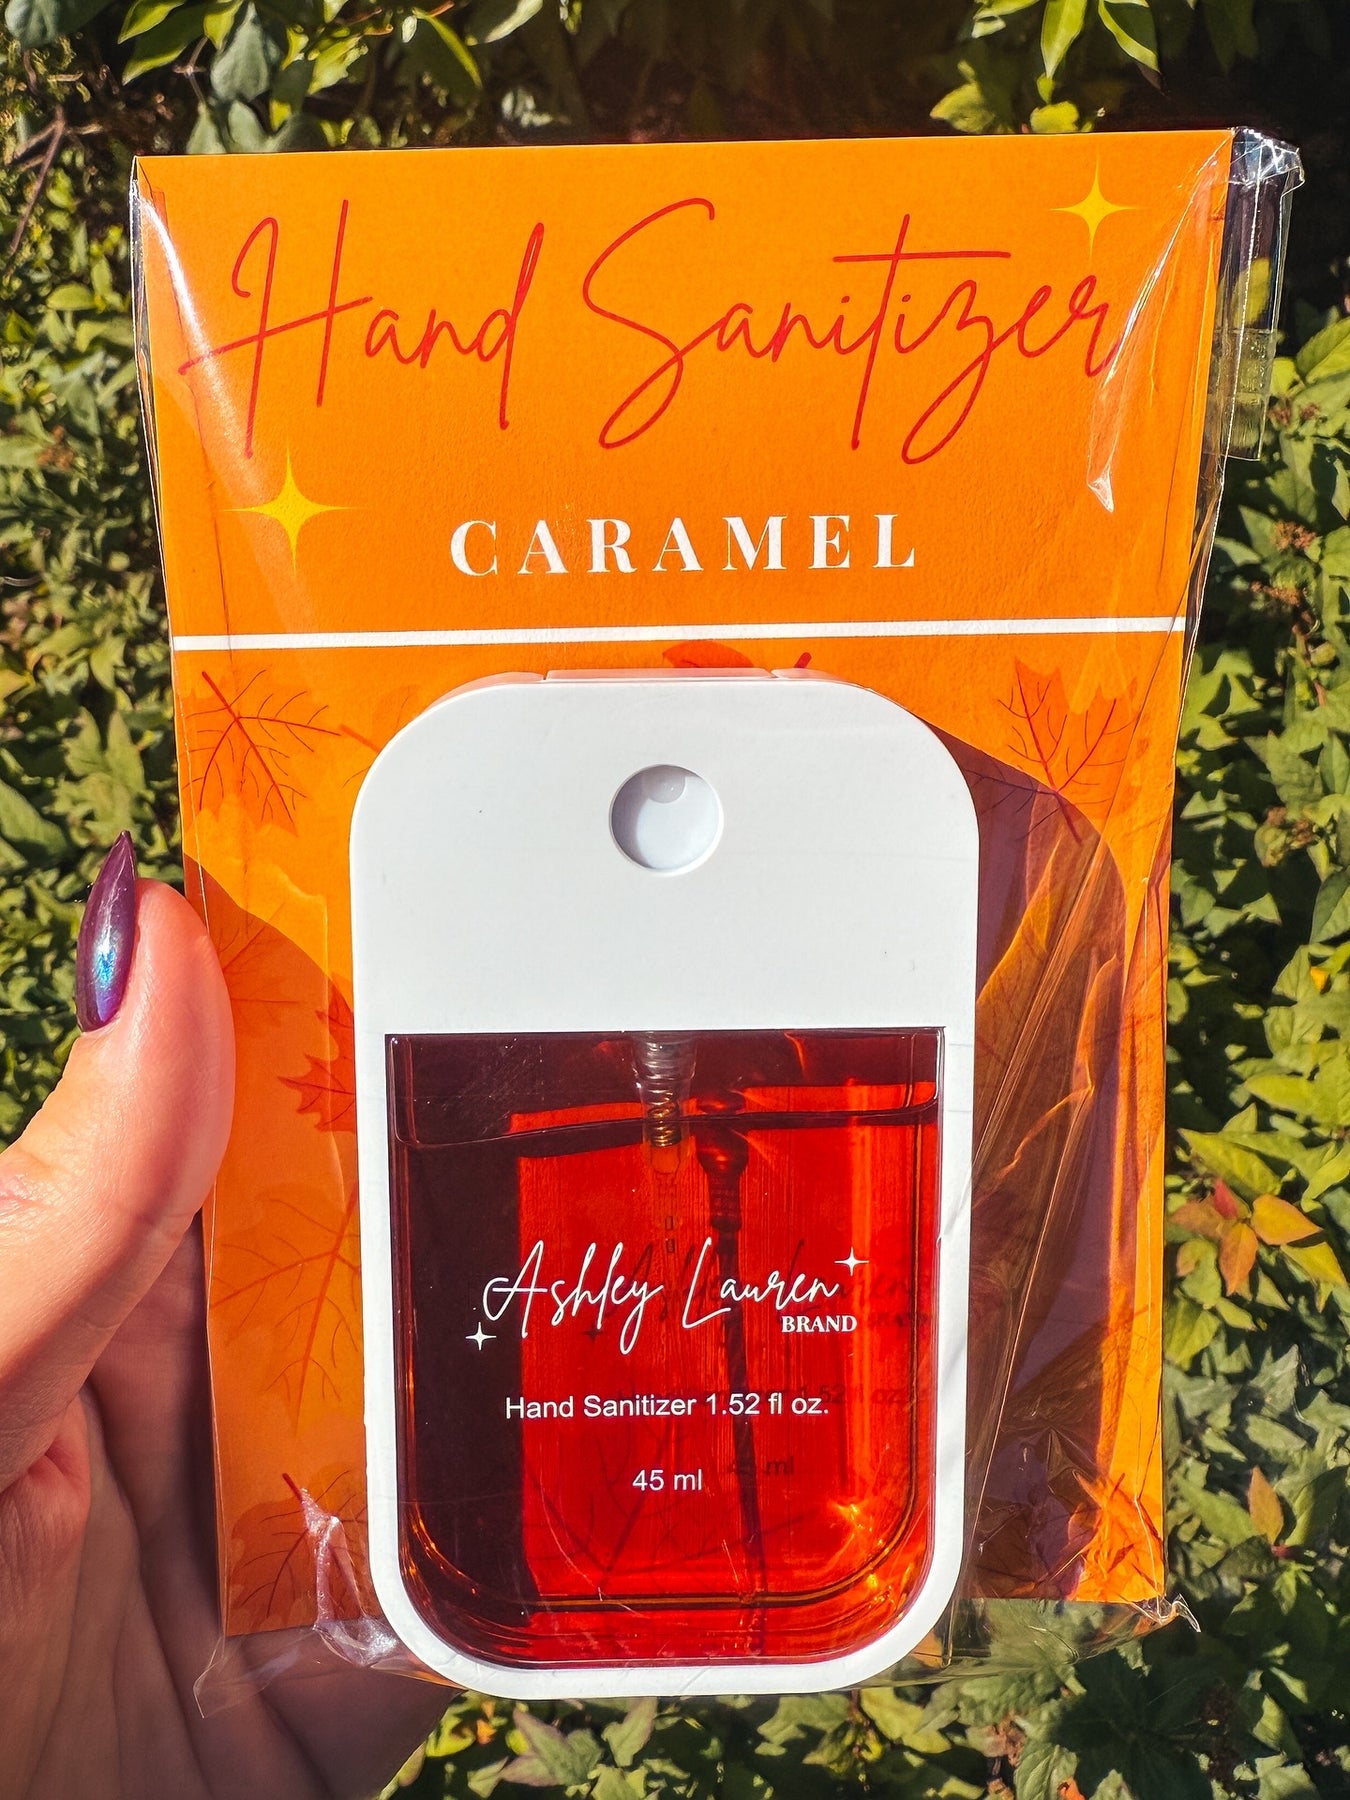 Hand Sanitizer
CARAMEL
Ashley Lauren
BRAND
Hand Sanitizer 1.52 fl oz.
45 ml